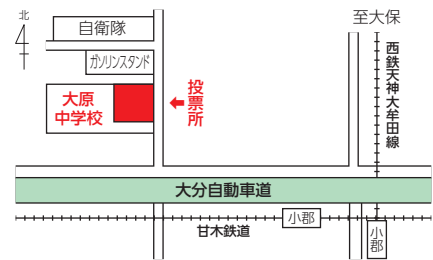 北
自衛隊
ガソリンスタンド
大原
中学校
投票所
至大保
西鉄天神大牟田線
大分自動車道
小郡
甘木鉄道
小郡